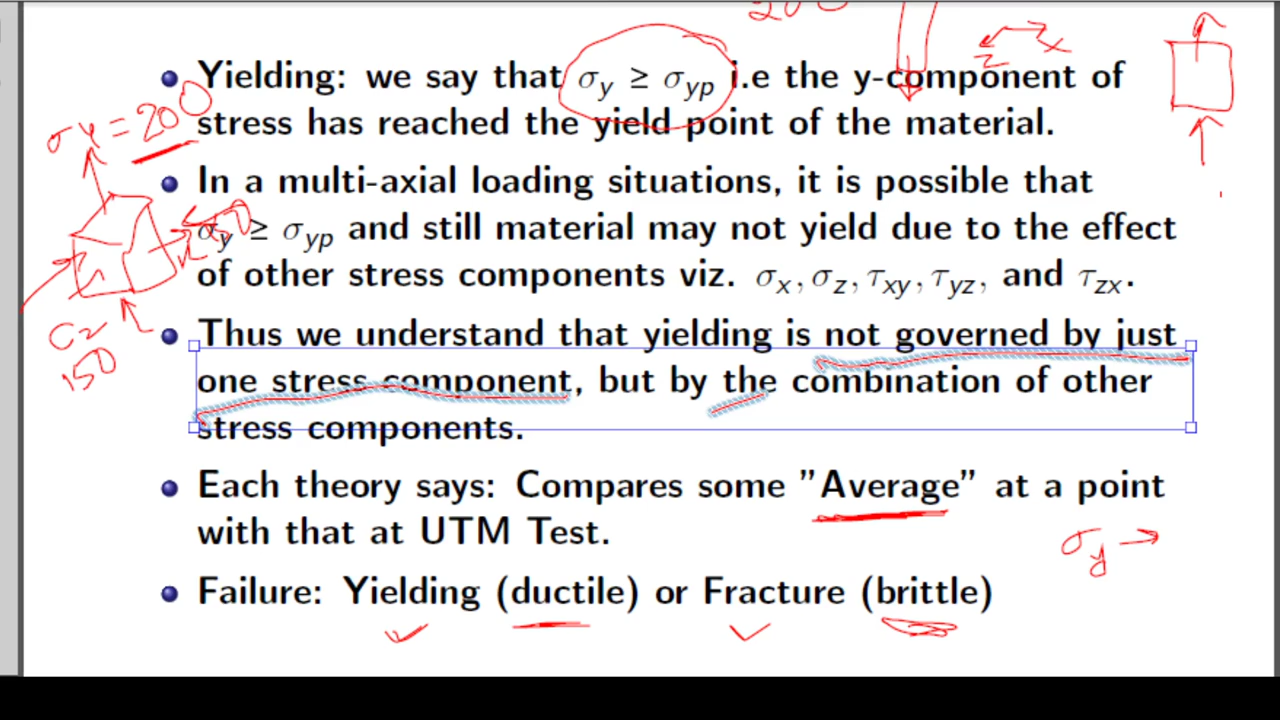 Yielding: we say that σy ≥ σyp i.e the y-component of
stress has reached the yield point of the material.
In a multi-axial loading situations, it is possible that
σy ≥ σyp and still material may not yield due to the effect
of other stress components viz. σx, σz, τxy, τyz, and τzx.
Thus we understand that yielding is not governed by just
one stress component, but by the combination of other
stress components.
Each theory says: Compares some "Average" at a point
with that at UTM Test.
Failure: Yielding (ductile) or Fracture (brittle)
σy = 200
150
z x
σy →